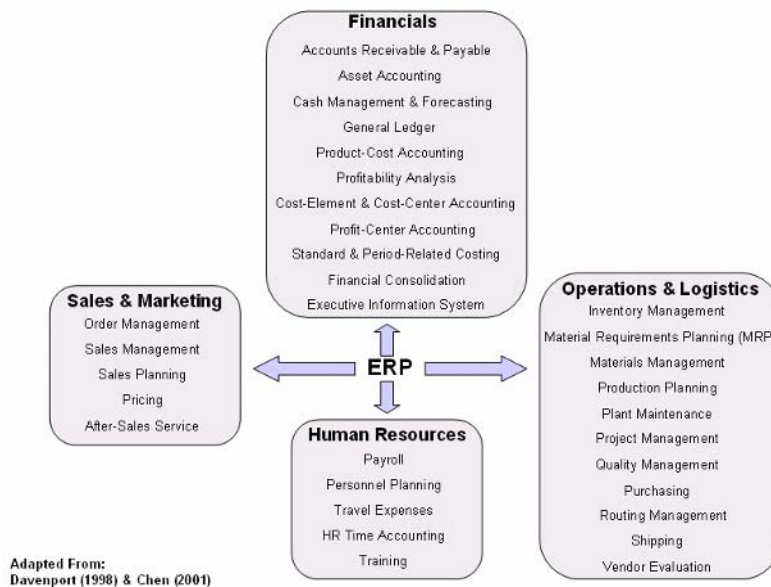 Financials
Accounts Receivable & Payable
Asset Accounting
Cash Management & Forecasting
General Ledger
Product-Cost Accounting
Profitability Analysis
Cost-Element & Cost-Center Accounting
Profit-Center Accounting
Standard & Period-Related Costing
Financial Consolidation
Executive Information System
Sales & Marketing
Order Management
Sales Management
Sales Planning
Pricing
After-Sales Service
ERP
Operations & Logistics
Inventory Management
Material Requirements Planning (MRP
Materials Management
Production Planning
Plant Maintenance
Project Management
Quality Management
Purchasing
Routing Management
Shipping
Vendor Evaluation
Human Resources
Payroll
Personnel Planning
Travel Expenses
HR Time Accounting
Training
Adapted From:
Davenport (1998) & Chen (2001)